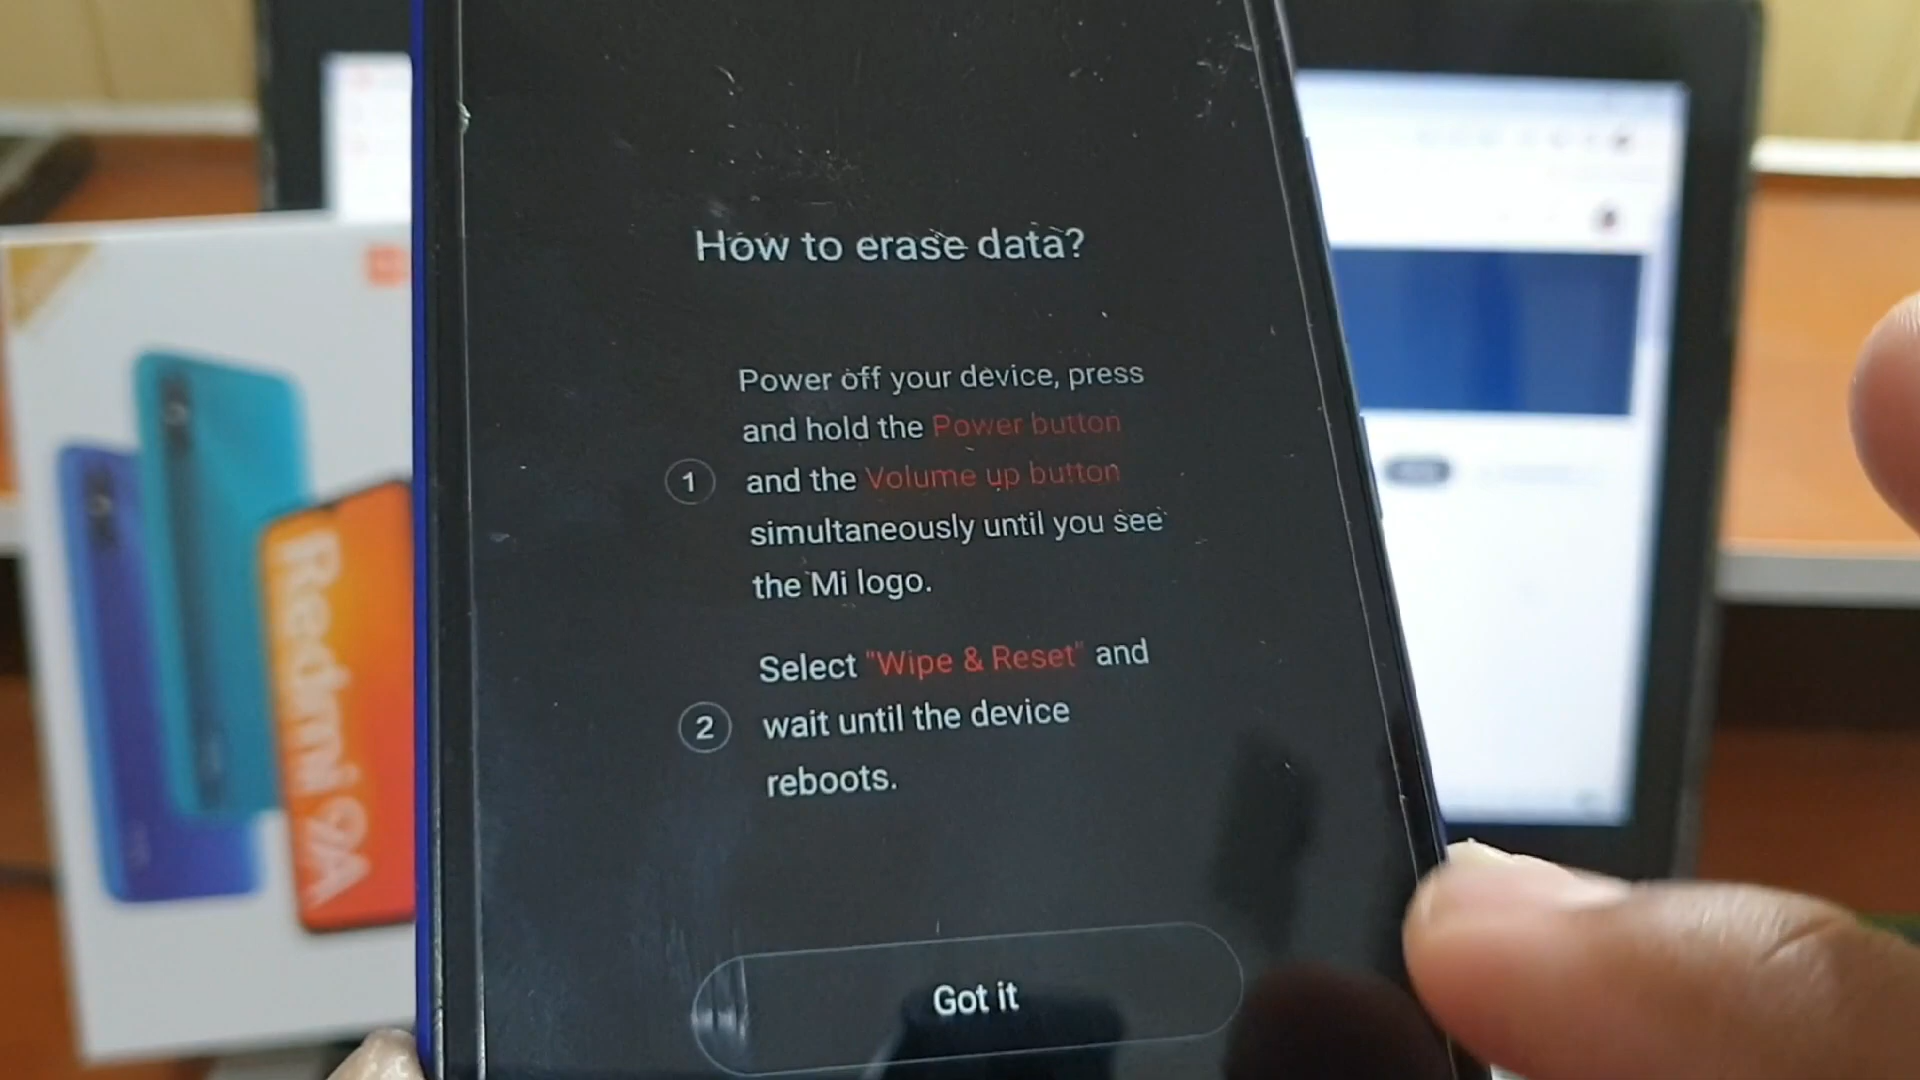 How to erase data?
Power off your device, press
and hold the Power button
1
and the Volume up button
simultaneously until you see
the Mi logo.
Select "Wipe & Reset" and
2
wait until the device
reboots.
Got it
Redmi 9A